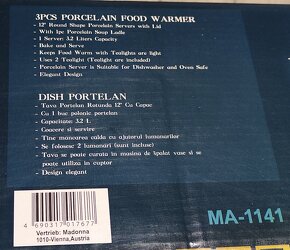 3PCS PORCELAIN FOOD WARMER
- 12" Round Shape Porcelain Servers with Lid
- With 1pc Porcelain Soup Ladle
- 1 Server: 3.2 Liters Capacity
- Bake and Serve
- Keeps Food Warm with Tealights are light
- Uses 2 Tealight (Tealight are included)
- Porcelain Server is Suitable for Dishwasher and Oven Safe
- Elegant Design
DISH PORTELAN
- Tava Portelan Rotunda 12" Cu Capac
- Cu 1 buc polonic portelan
- Capacitate: 3.2 L
- Coacere si servire
- Tine mancarea calda cu ajutorul lumanarilor
- Se folosesc 2 lumanari (sunt incluse)
- Tava se poate curata in masina de spalat vase si se
poate utiliza in cuptor
- Design elegant
4 690317 017677
Vertrieb: Madonna
1010-Vienna,Austria
MA-1141